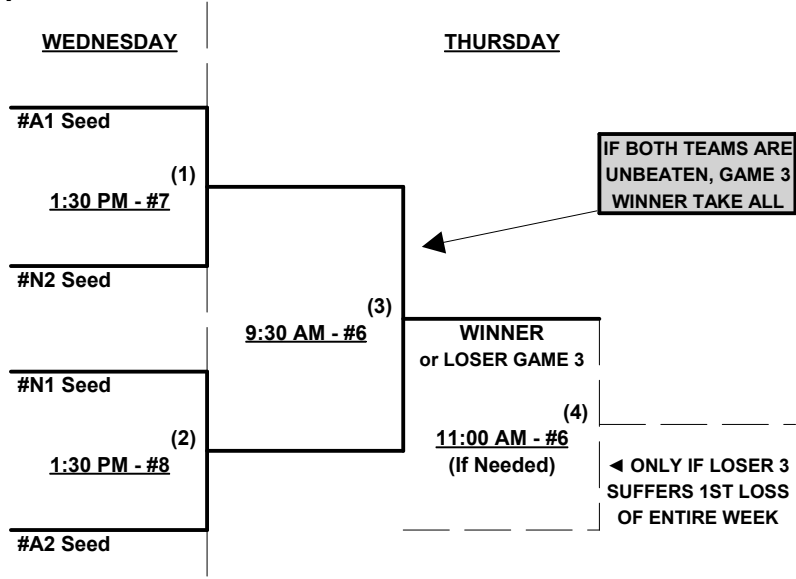 WEDNESDAY
THURSDAY
#A1 Seed
(1)
1:30 PM - #7
#N2 Seed
IF BOTH TEAMS ARE
UNBEATEN, GAME 3
WINNER TAKE ALL
(3)
9:30 AM - #6
WINNER
or LOSER GAME 3
#N1 Seed
(2)
1:30 PM - #8
#A2 Seed
(4)
11:00 AM - #6
(If Needed)
◄ ONLY IF LOSER 3
SUFFERS 1ST LOSS
OF ENTIRE WEEK